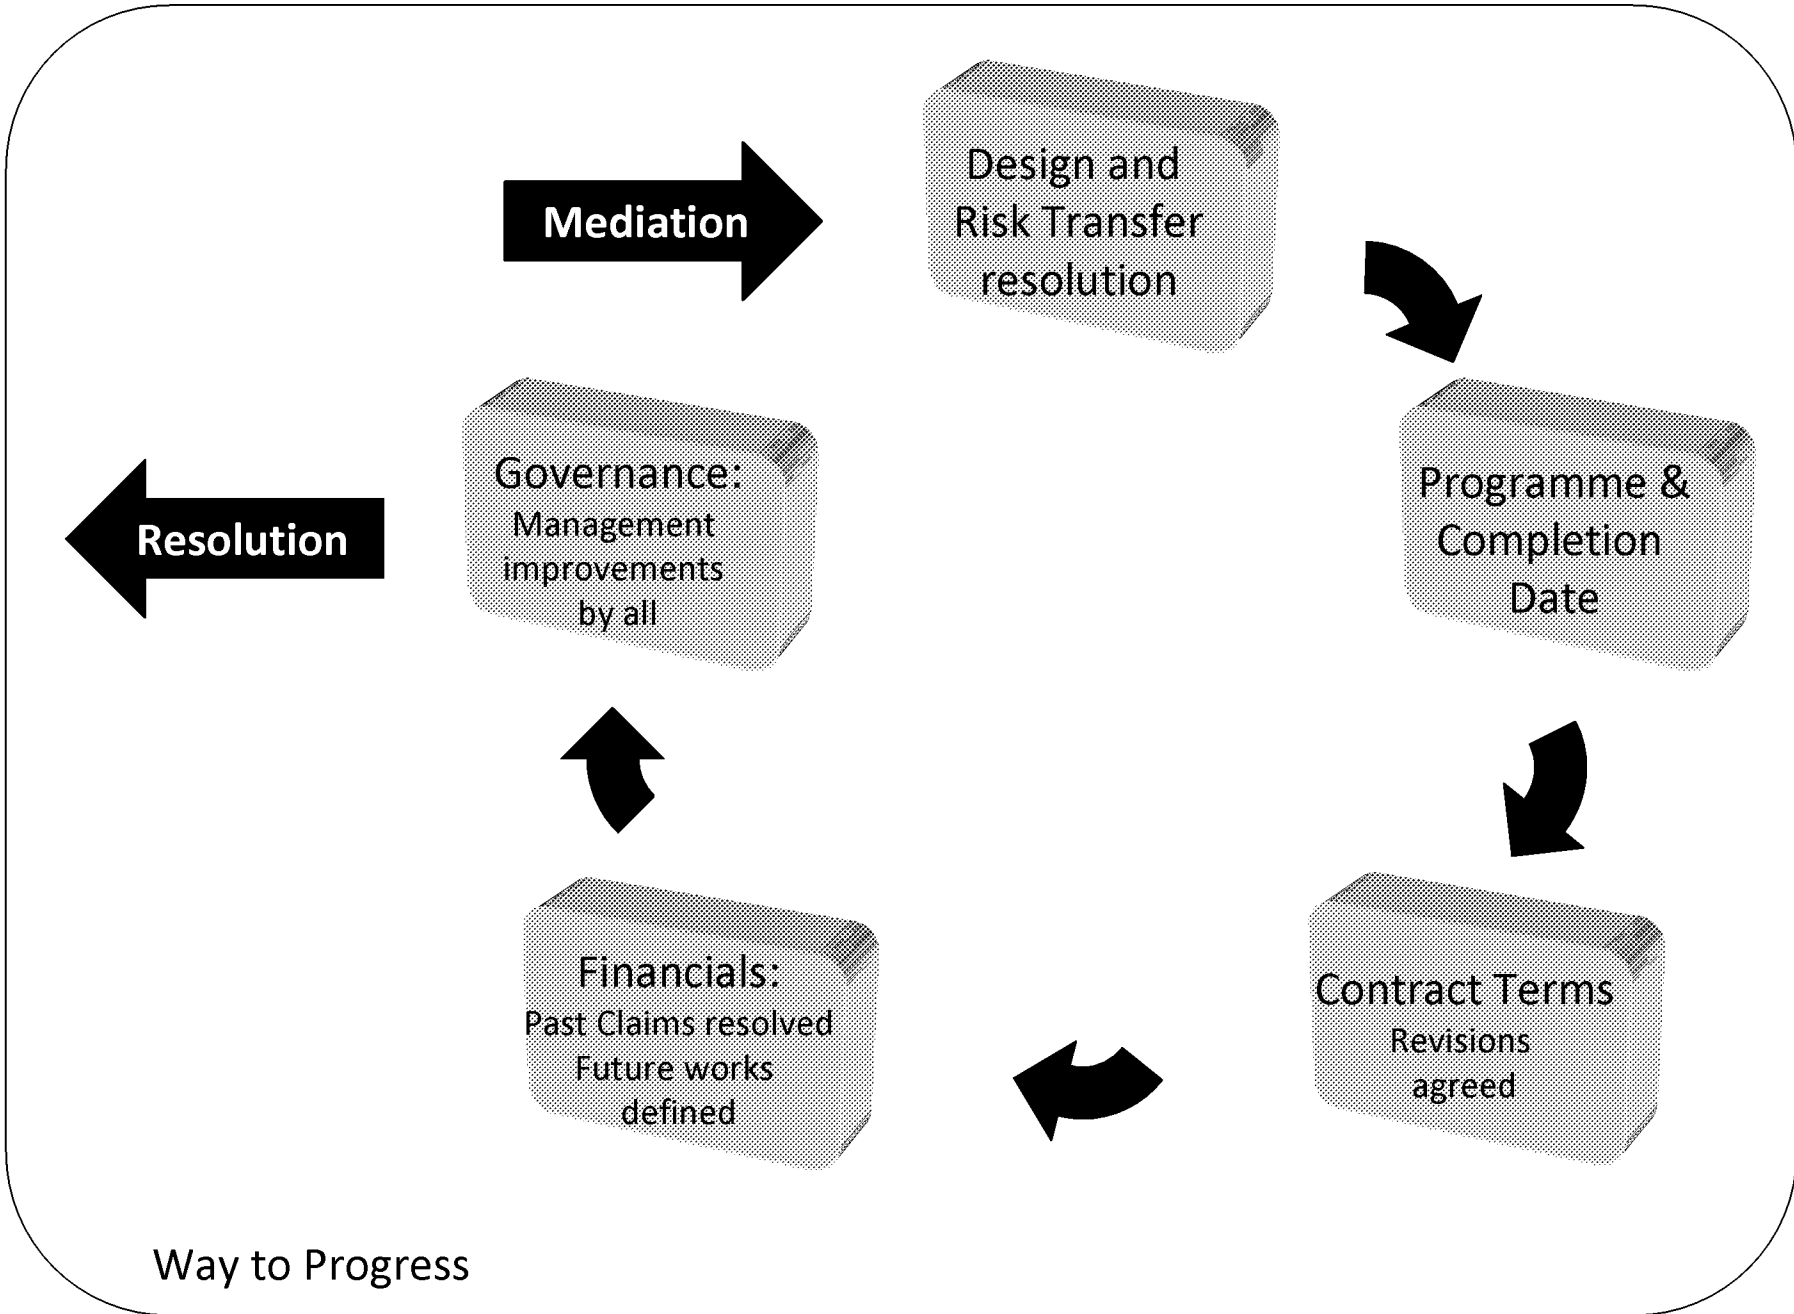 Mediation
Design and
Risk Transfer
resolution
Programme &
Completion
Date
Contract Terms
Revisions
agreed
Financials:
Past Claims resolved
Future works
defined
Governance:
Management
improvements
by all
Resolution
Way to Progress